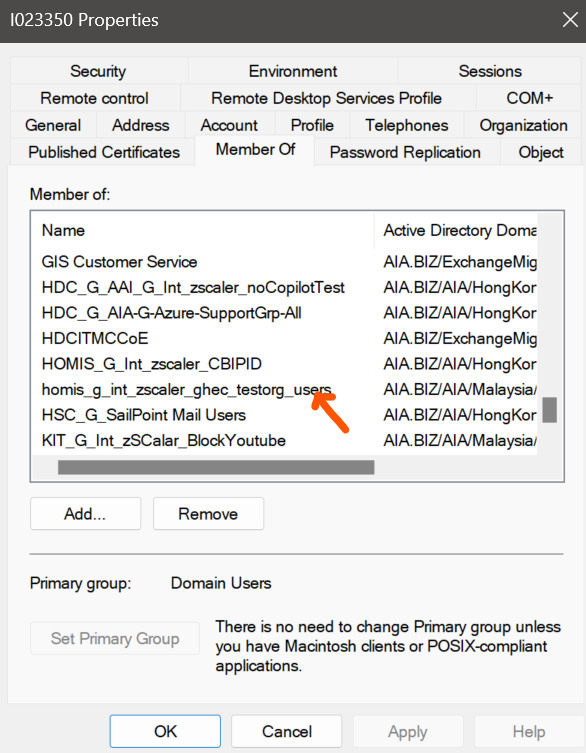 I023350 Properties
Security Environment Sessions
Remote control Remote Desktop Services Profile COM+
General Address Account Profile Telephones Organization
Published Certificates Member Of Password Replication Object
Member of:
Name Active Directory Doma
GIS Customer Service AIA.BIZ/ExchangeMig
HDC_G_AAI_G_Int_zscaler_noCopilotTest AIA.BIZ/AIA/HongKon
HDC_G_AIA-G-Azure-SupportGrp-All AIA.BIZ/AIA/HongKon
HDCITMCCoE AIA.BIZ/ExchangeMig
HOMIS_G_Int_zscaler_CBIPID AIA.BIZ/AIA/HongKon
homis_g_int_zscaler_ghec_testorg_users AIA.BIZ/AIA/Malaysia/
HSC_G_SailPoint Mail Users AIA.BIZ/AIA/HongKon
KIT_G_Int_zSCalar_BlockYoutube AIA.BIZ/AIA/Malaysia/
Add... Remove
Primary group: Domain Users
Set Primary Group
There is no need to change Primary group unless
you have Macintosh clients or POSIX-compliant
applications.
OK Cancel Apply Help